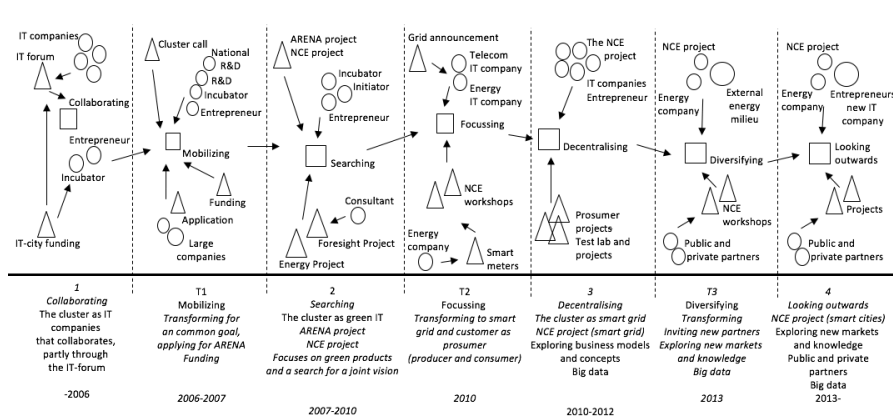 IT companies
IT forum
Collaborating
Entrepreneur
Incubator
IT-city funding
Cluster call
National
R&D
R&D
Incubator
Entrepreneur
Mobilizing
Funding
Application
Large
companies
ARENA project
NCE project
Incubator
Initiator
Entrepreneur
Searching
Consultant
Foresight Project
Energy Project
Grid announcement
Telecom
IT company
Energy
IT company
Focussing
NCE
workshops
Energy
company
Smart
meters
The NCE
project
IT companies
Entrepreneur
Decentralising
Prosumer
projects
Test lab and
projects
NCE project
Energy
company
External
energy
milieu
Diversifying
NCE
workshops
Public and
private partners
NCE project
Energy
company
Entrepreneurs
new IT
company
Looking
outwards
Projects
Public and
private partners
1
Collaborating
The cluster as IT
companies
that collaborates,
partly through
the IT-forum
-2006
T1
Mobilizing
Transforming for
an common goal,
applying for ARENA
Funding
2006-2007
2
Searching
The cluster as green IT
ARENA project
NCE project
Focuses on green products
and a search for a joint vision
2007-2010
T2
Focussing
Transforming to smart
grid and customer as
prosumer
(producer and consumer)
2010
3
Decentralising
The cluster as smart grid
NCE project (smart grid)
Exploring business models
and concepts
Big data
2010-2012
T3
Diversifying
Transforming
Inviting new partners
Exploring new markets
and knowledge
Big data
2013
4
Looking outwards
NCE project (smart cities)
Exploring new markets
and knowledge
Public and private
partners
Big data
2013-